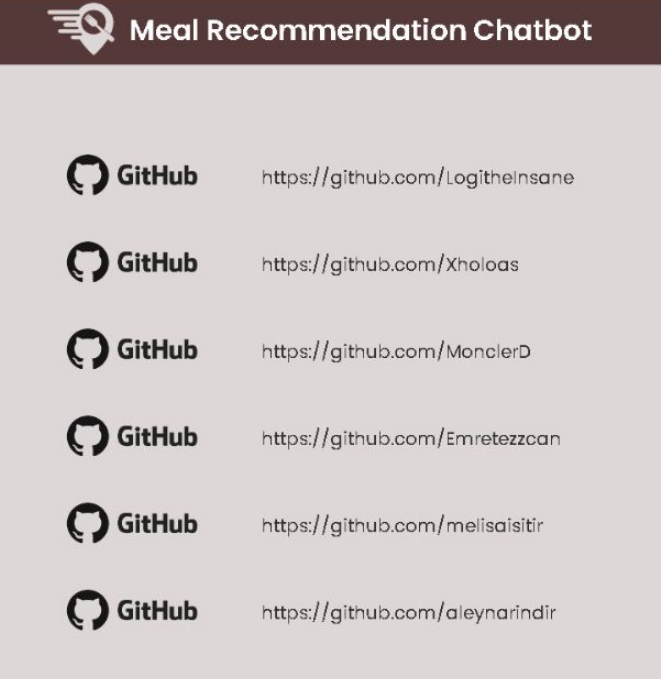 Meal Recommendation Chatbot
GitHub https://github.com/LogitheInsane
GitHub https://github.com/Xholoas
GitHub https://github.com/MonclerD
GitHub https://github.com/Emretezzcan
GitHub https://github.com/melisaisitir
GitHub https://github.com/aleynarindir